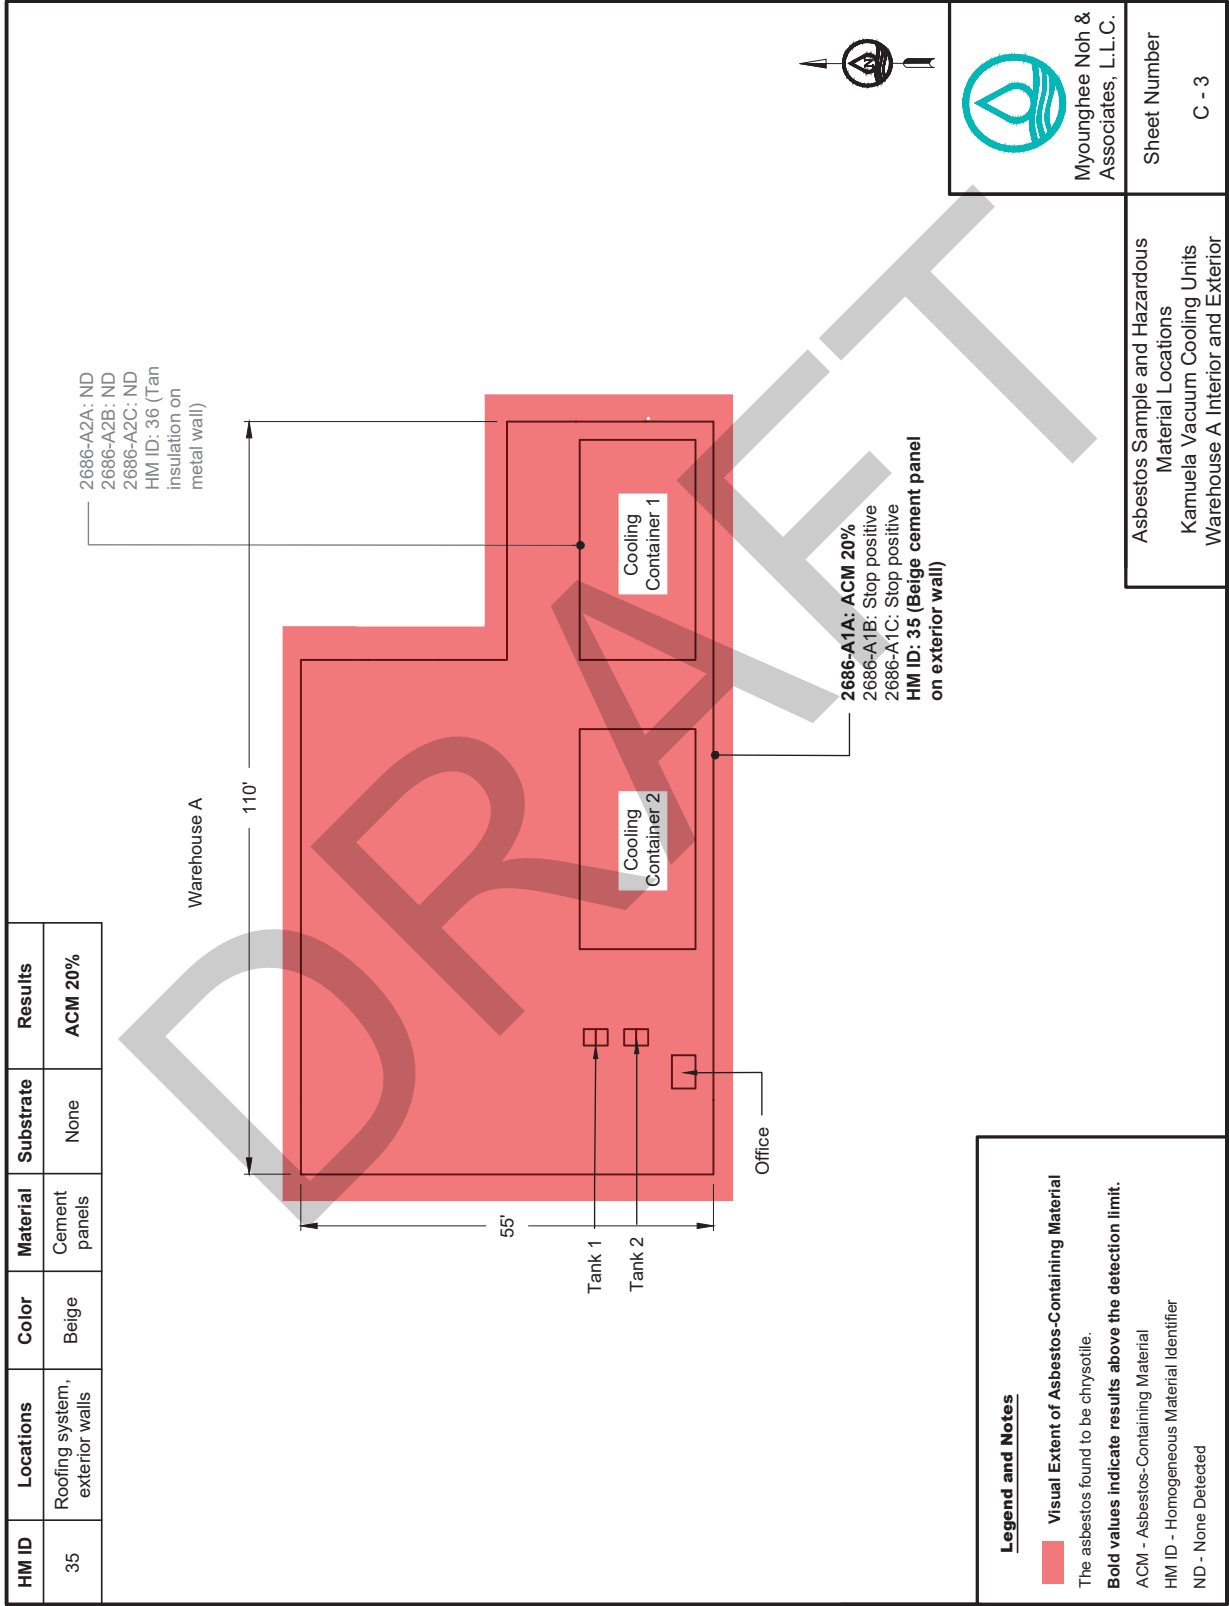 HM ID Locations Color Material Substrate Results
35 Roofing system, exterior walls Beige Cement panels None ACM 20%
Warehouse A
110'
55'
2686-A2A: ND
2686-A2B: ND
2686-A2C: ND
HM ID: 36 (Tan
insulation on
metal wall)
Cooling
Container 2
Cooling
Container 1
Tank 1
Tank 2
Office
2686-A1A: ACM 20%
2686-A1B: Stop positive
2686-A1C: Stop positive
HM ID: 35 (Beige cement panel
on exterior wall)
DRAFT
N
Legend and Notes
Visual Extent of Asbestos-Containing Material
The asbestos found to be chrysotile.
Bold values indicate results above the detection limit.
ACM - Asbestos-Containing Material
HM ID - Homogeneous Material Identifier
ND - None Detected
Asbestos Sample and Hazardous
Material Locations
Kamuela Vacuum Cooling Units
Warehouse A Interior and Exterior
Myounghee Noh &
Associates, L.L.C.
Sheet Number
C - 3